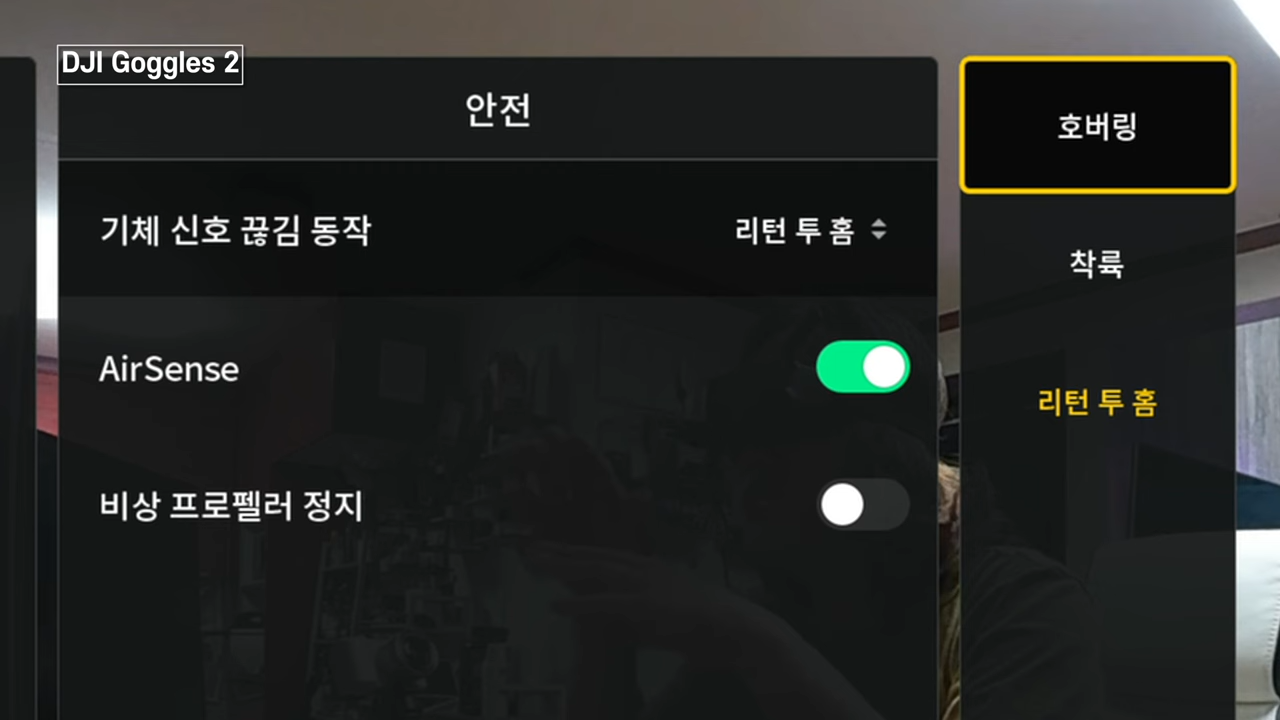 DJI Goggles 2
안전
기체 신호 끊김 동작
리턴 투 홈
AirSense
비상 프로펠러 정지
호버링
착륙
리턴 투 홈